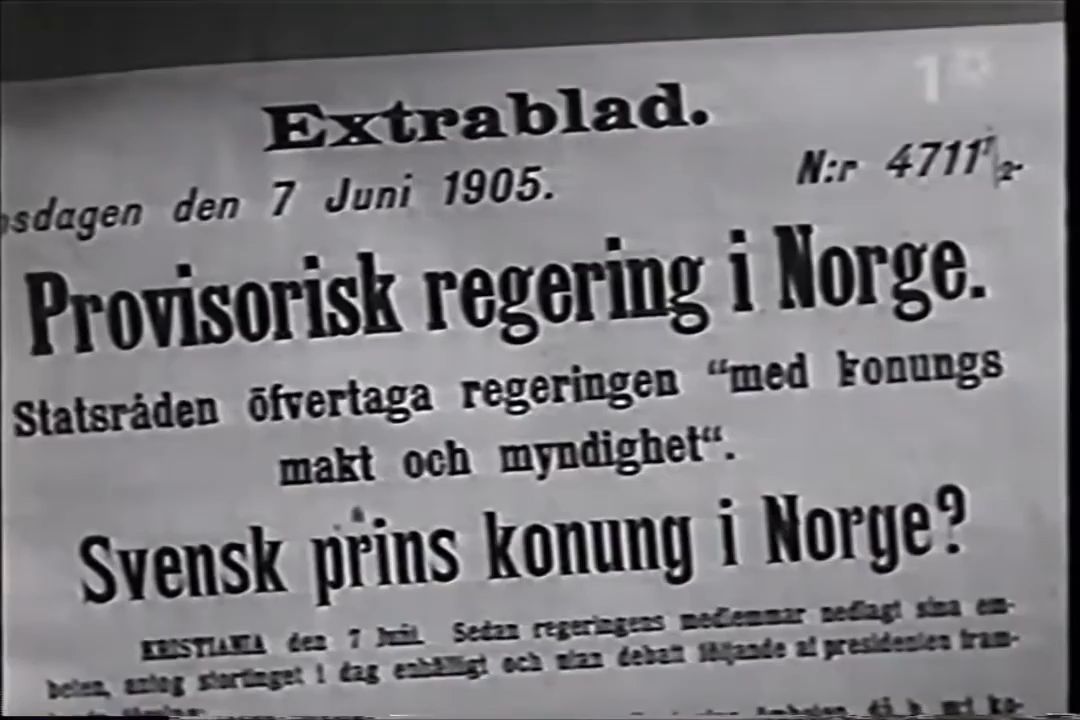 1
Extrablad.
sdagen den 7 Juni 1905. N:r 4711 1/2.
Provisorisk regering i Norge.
Statsråden öfvertaga regeringen “med konungs
makt och myndighet“.
Svensk prins konung i Norge?
KRISTIANIA den 7 Juni. Sedan regeringens medlemmar nedlagt sina em-
beten, antog stortinget i dag enhälligt och utan debatt följande af presidenten fram-